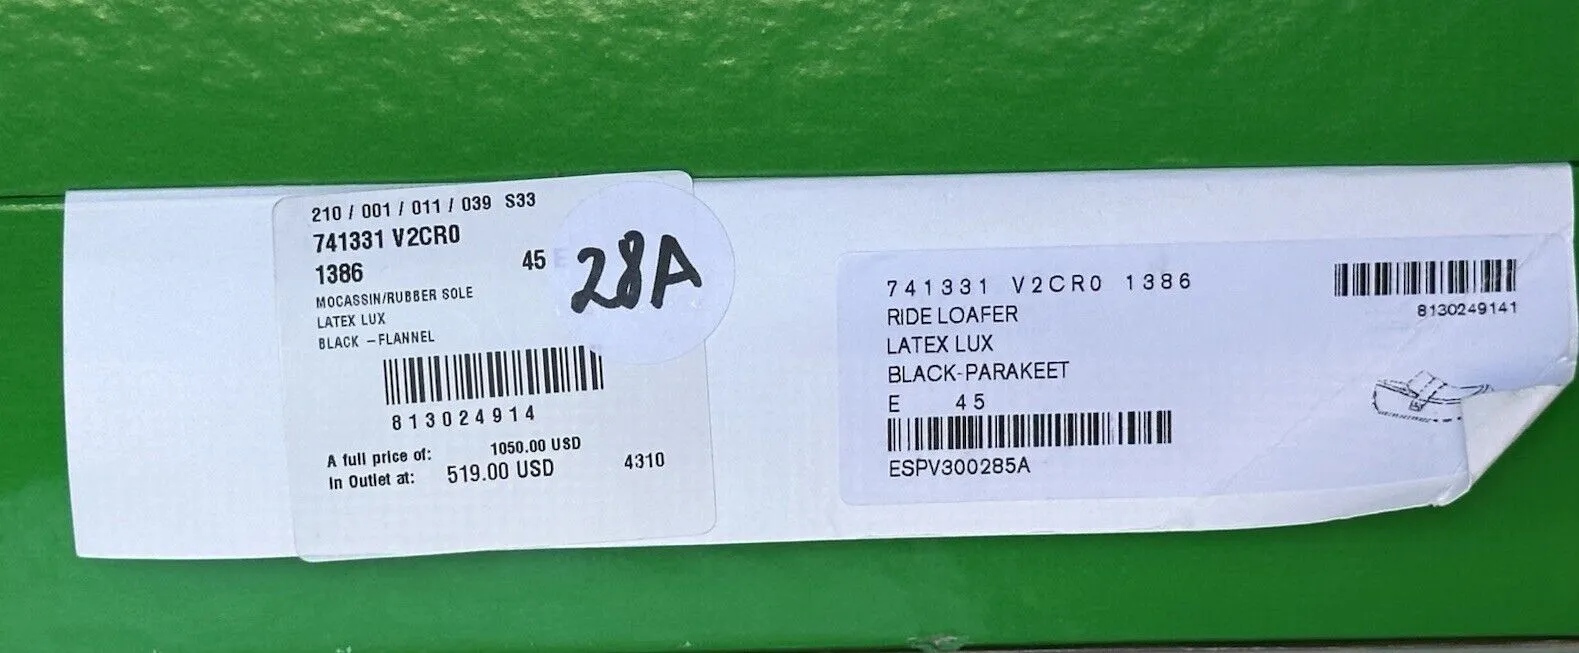 210 / 001 / 011 / 039 S33
741331 V2CR0
1386
45 E
28A
MOCASSIN/RUBBER SOLE
LATEX LUX
BLACK -FLANNEL
813024914
A full price of: 1050.00 USD
In Outlet at: 519.00 USD
4310
741331 V2CR0 1386
RIDE LOAFER
LATEX LUX
BLACK-PARAKEET
E 45
ESPV300285A
8130249141